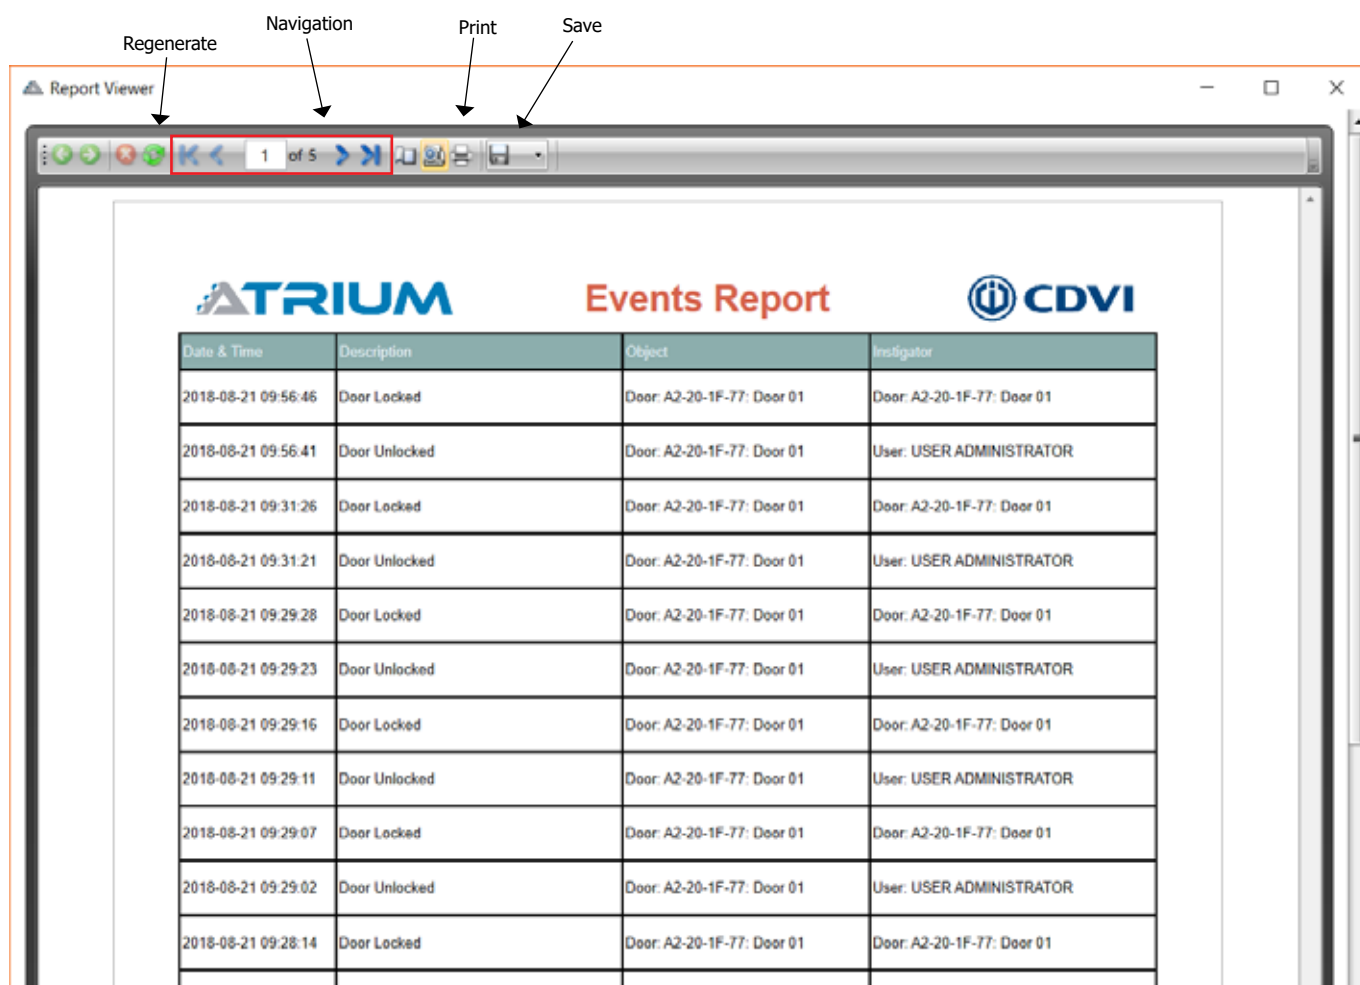 Navigation
Print
Save
Regenerate
Report Viewer
1 of 5
ATRIUM Events Report CDVI
Date & Time Description Object Instigator
2018-08-21 09:56:46 Door Locked Door: A2-20-1F-77: Door 01 Door: A2-20-1F-77: Door 01
2018-08-21 09:56:41 Door Unlocked Door: A2-20-1F-77: Door 01 User: USER ADMINISTRATOR
2018-08-21 09:31:26 Door Locked Door: A2-20-1F-77: Door 01 Door: A2-20-1F-77: Door 01
2018-08-21 09:31:21 Door Unlocked Door: A2-20-1F-77: Door 01 User: USER ADMINISTRATOR
2018-08-21 09:29:28 Door Locked Door: A2-20-1F-77: Door 01 Door: A2-20-1F-77: Door 01
2018-08-21 09:29:23 Door Unlocked Door: A2-20-1F-77: Door 01 User: USER ADMINISTRATOR
2018-08-21 09:29:16 Door Locked Door: A2-20-1F-77: Door 01 Door: A2-20-1F-77: Door 01
2018-08-21 09:29:11 Door Unlocked Door: A2-20-1F-77: Door 01 User: USER ADMINISTRATOR
2018-08-21 09:29:07 Door Locked Door: A2-20-1F-77: Door 01 Door: A2-20-1F-77: Door 01
2018-08-21 09:29:02 Door Unlocked Door: A2-20-1F-77: Door 01 User: USER ADMINISTRATOR
2018-08-21 09:28:14 Door Locked Door: A2-20-1F-77: Door 01 Door: A2-20-1F-77: Door 01